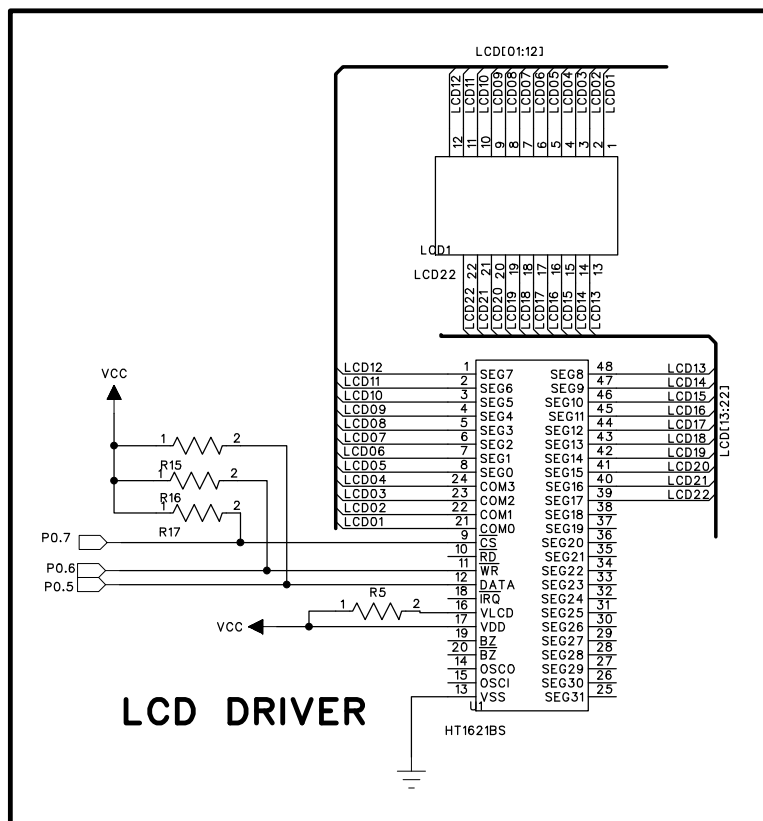 LCD[01:12]
LCD12 LCD11 LCD10 LCD09 LCD08 LCD07 LCD06 LCD05 LCD04 LCD03 LCD02 LCD01
12 11 10 9 8 7 6 5 4 3 2 1
LCD1
LCD22
22 21 20 19 18 17 16 15 14 13
LCD22 LCD21 LCD20 LCD19 LCD18 LCD17 LCD16 LCD15 LCD14 LCD13
LCD12 1 SEG7 SEG8 48 LCD13
LCD11 2 SEG6 SEG9 47 LCD14
LCD10 3 SEG5 SEG10 46 LCD15
LCD09 4 SEG4 SEG11 45 LCD16
LCD08 5 SEG3 SEG12 44 LCD17
LCD07 6 SEG2 SEG13 43 LCD18
LCD06 7 SEG1 SEG14 42 LCD19
LCD05 8 SEG0 SEG15 41 LCD20
LCD04 24 COM3 SEG16 40 LCD21
LCD03 23 COM2 SEG17 39 LCD22
LCD02 22 COM1 SEG18 38
LCD01 21 COM0 SEG19 37
9 CS SEG20 36
10 RD SEG21 35
11 WR SEG22 34
12 DATA SEG23 33
18 IRQ SEG24 32
16 VLCD SEG25 31
17 VDD SEG26 30
19 BZ SEG27 29
20 BZ SEG28 28
14 OSCO SEG29 27
15 OSCI SEG30 26
13 VSS SEG31 25
LCD[13:22]
VCC
1 2
R15
1 2
R16
1 2
R17
P0.7
P0.6
P0.5
R5
1 2
VCC
U1
HT1621BS
LCD DRIVER